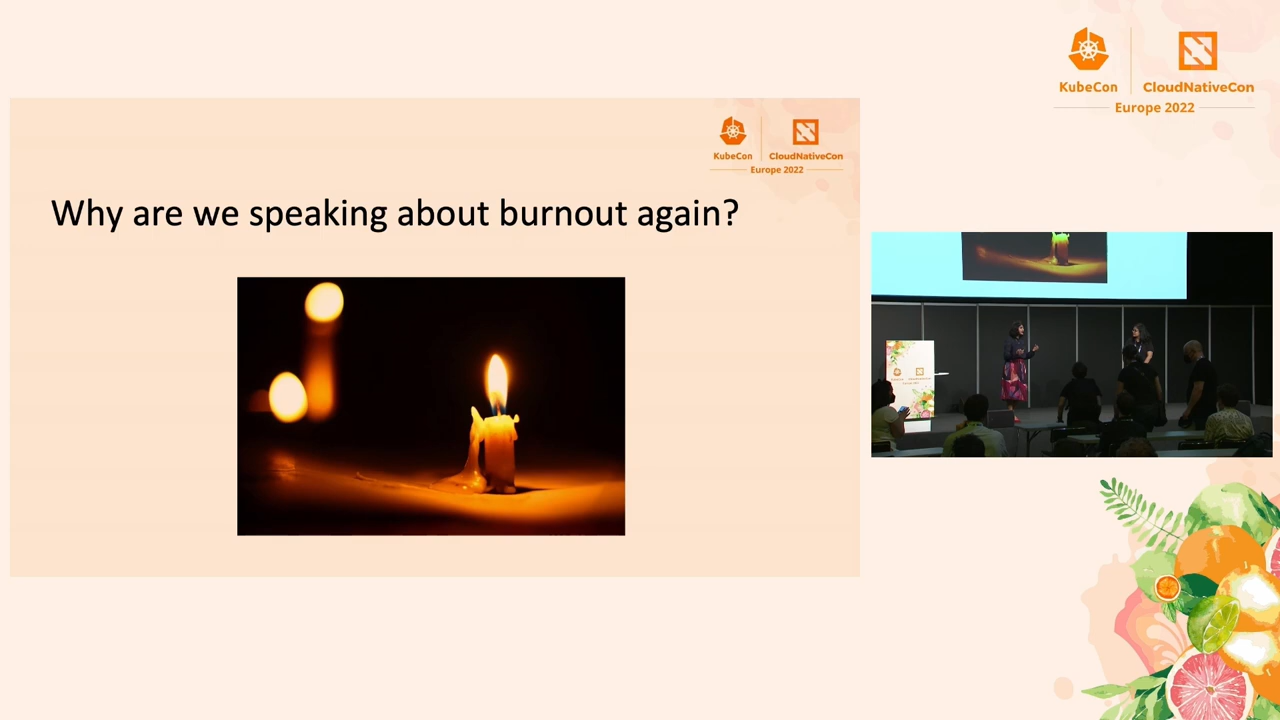 KubeCon
CloudNativeCon
Europe 2022
KubeCon
CloudNativeCon
Europe 2022
Why are we speaking about burnout again?